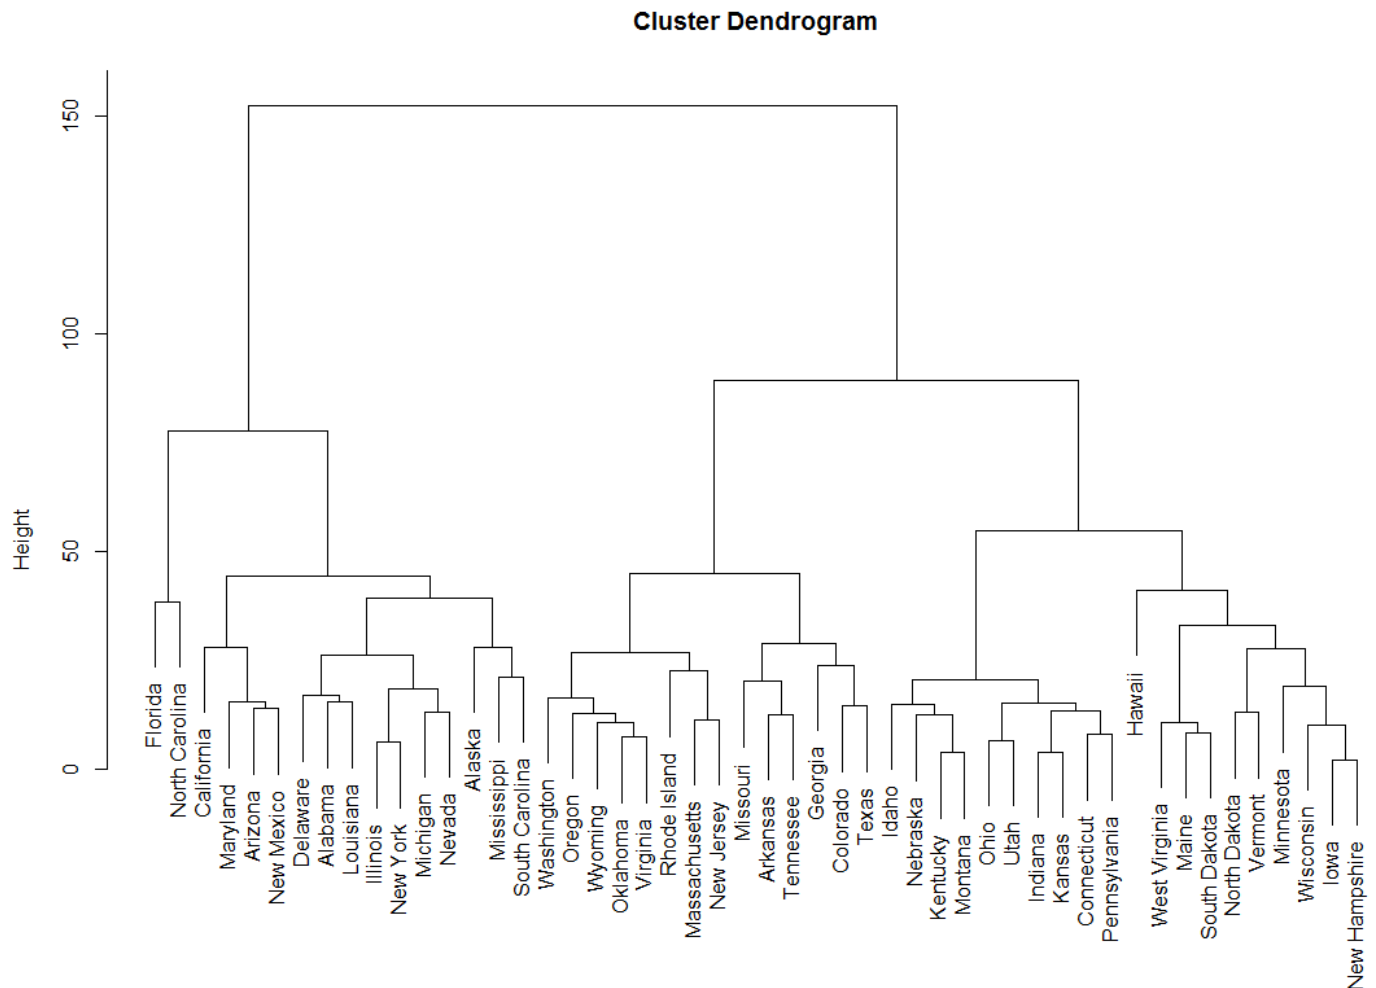 Cluster Dendrogram
Height
150
100
50
0
Florida
North Carolina
California
Maryland
Arizona
New Mexico
Delaware
Alabama
Louisiana
Illinois
New York
Michigan
Nevada
Alaska
Mississippi
South Carolina
Washington
Oregon
Wyoming
Oklahoma
Virginia
Rhode Island
Massachusetts
New Jersey
Missouri
Arkansas
Tennessee
Georgia
Colorado
Texas
Idaho
Nebraska
Kentucky
Montana
Ohio
Utah
Indiana
Kansas
Connecticut
Pennsylvania
Hawaii
West Virginia
Maine
South Dakota
North Dakota
Vermont
Minnesota
Wisconsin
Iowa
New Hampshire